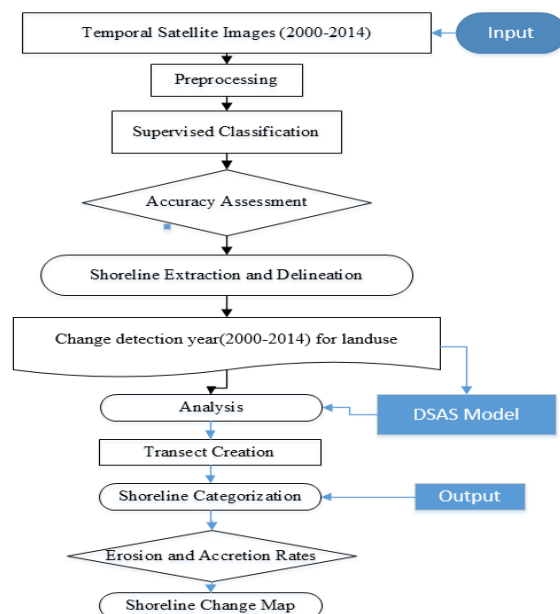 Temporal Satellite Images (2000-2014)
Input
Preprocessing
Supervised Classification
Accuracy Assessment
Shoreline Extraction and Delineation
Change detection year(2000-2014) for landuse
Analysis
DSAS Model
Transect Creation
Shoreline Categorization
Output
Erosion and Accretion Rates
Shoreline Change Map